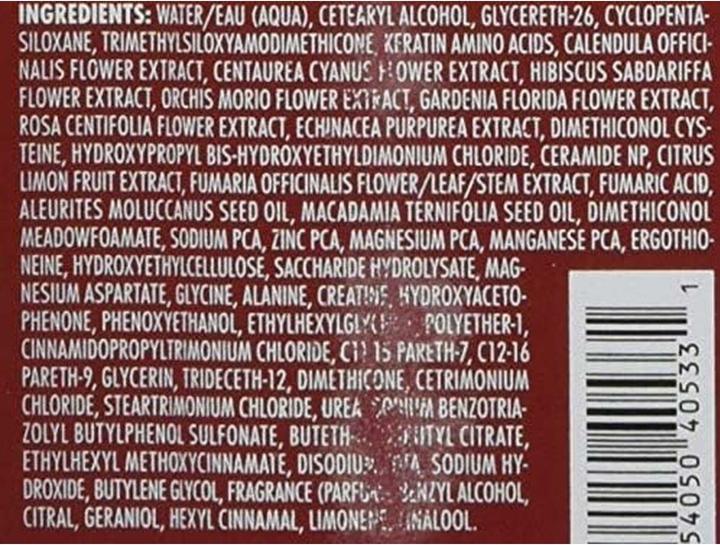 INGREDIENTS: WATER/EAU (AQUA), CETEARYL ALCOHOL, GLYCERETH-26, CYCLOPENTA-
SILOXANE, TRIMETHYLSILOXYAMODIMETHICONE, KERATIN AMINO ACIDS, CALENDULA OFFICI-
NALIS FLOWER EXTRACT, CENTAUREA CYANUS FLOWER EXTRACT, HIBISCUS SABDARIFFA
FLOWER EXTRACT, ORCHIS MORIO FLOWER EXTRACT, GARDENIA FLORIDA FLOWER EXTRACT,
ROSA CENTIFOLIA FLOWER EXTRACT, ECHINACEA PURPUREA EXTRACT, DIMETHICONOL CYS-
TEINE, HYDROXYPROPYL BIS-HYDROXYETHYLDIMONIUM CHLORIDE, CERAMIDE NP, CITRUS
LIMON FRUIT EXTRACT, FUMARIA OFFICINALIS FLOWER/LEAF/STEM EXTRACT, FUMARIC ACID,
ALEURITES MOLUCCANUS SEED OIL, MACADAMIA TERNIFOLIA SEED OIL, DIMETHICONOL
MEADOWFOAMATE, SODIUM PCA, ZINC PCA, MAGNESIUM PCA, MANGANESE PCA, ERGOTHIO-
NEINE, HYDROXYETHYLCELLULOSE, SACCHARIDE HYDROLYSATE, MAG-
NESIUM ASPARTATE, GLYCINE, ALANINE, CREATINE, HYDROXYACETO-
PHENONE, PHENOXYETHANOL, POLYETHER-1,
CINNAMIDOPROPYLTRIMONIUM CHLORIDE, C11-15 PARETH-7, C12-16
PARETH-9, GLYCERIN, TRIDECETH-12, DIMETHICONE, CETRIMONIUM
CHLORIDE, STEARTRIMONIUM CHLORIDE, UREA, SODIUM BENZOTRIA-
ZOLYL BUTYLPHENOL SULFONATE, CITRATE,
ETHYLHEXYL METHOXYCINNAMATE, DISODIUM SODIUM HY-
DROXIDE, BUTYLENE GLYCOL, FRAGRANCE BENZYL ALCOHOL,
CITRAL, GERANIOL, HEXYL CINNAMAL, LIMONENE, LINALOOL.
54050 40533 1